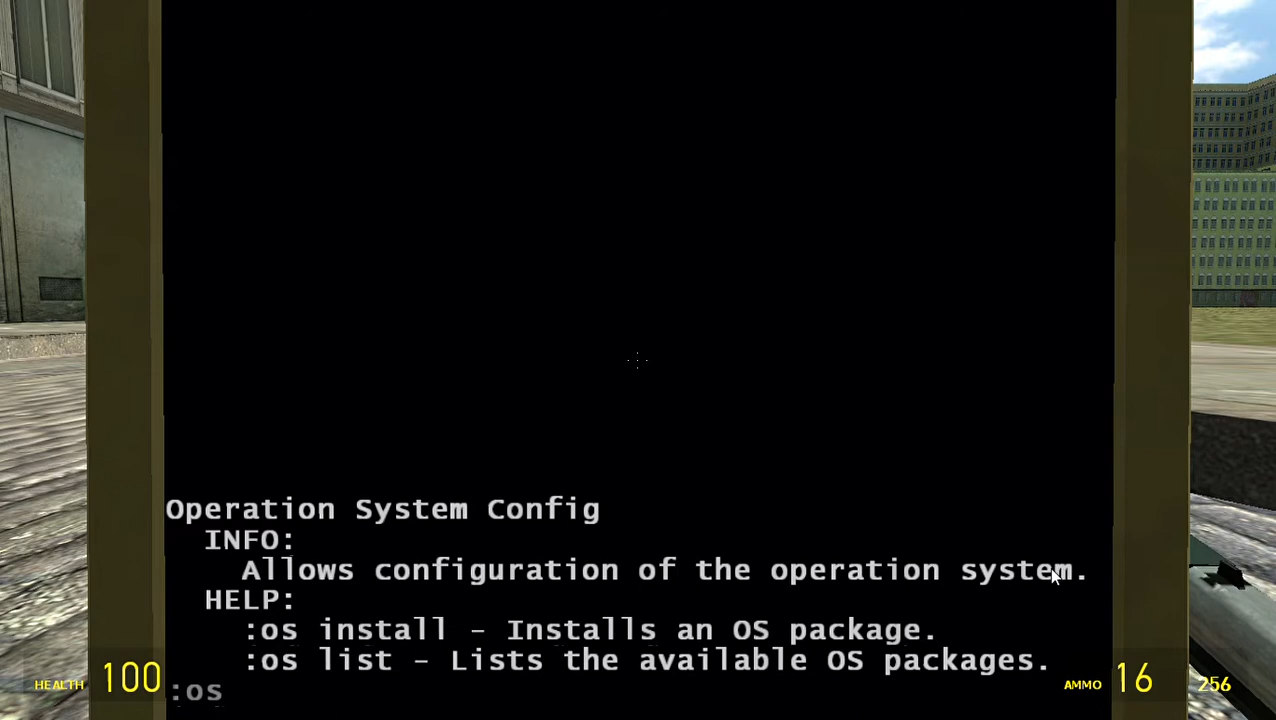 Operation System Config
INFO:
Allows configuration of the operation system.
HELP:
:os install - Installs an OS package.
:os list - Lists the available OS packages.
:os
HEALTH 100
AMMO 16 256